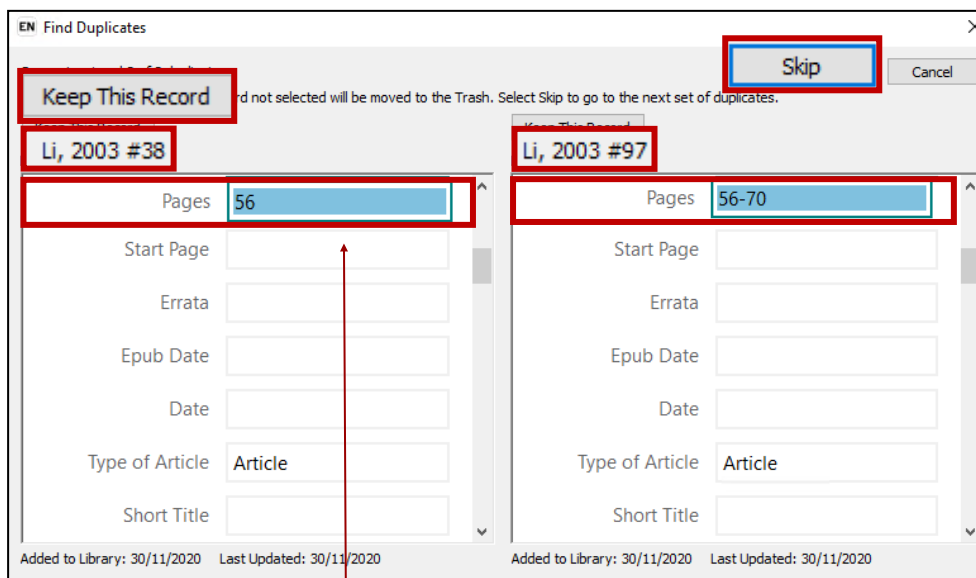 EN Find Duplicates
Skip
Cancel
Keep This Record
rd not selected will be moved to the Trash. Select Skip to go to the next set of duplicates.
Li, 2003 #38
Li, 2003 #97
Pages 56
Pages 56-70
Start Page
Start Page
Errata
Errata
Epub Date
Epub Date
Date
Date
Type of Article Article
Type of Article Article
Short Title
Short Title
Added to Library: 30/11/2020 Last Updated: 30/11/2020
Added to Library: 30/11/2020 Last Updated: 30/11/2020